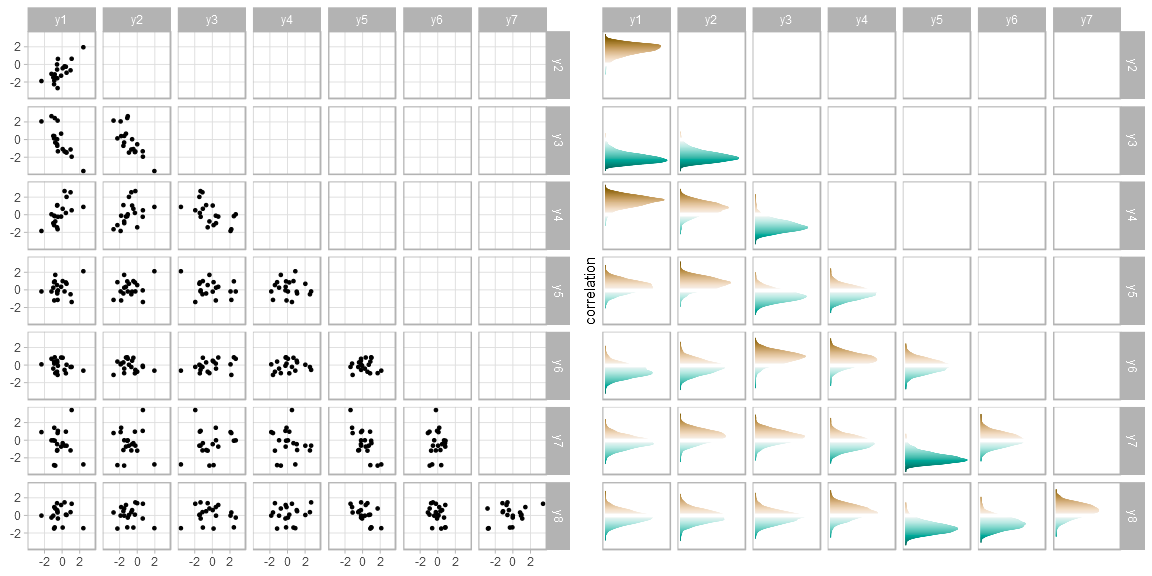 y1 y2 y3 y4 y5 y6 y7
2 0 -2 y2
2 0 -2 y3
2 0 -2 y4
2 0 -2 y5
2 0 -2 y6
2 0 -2 y7
2 0 -2 y8
-2 0 2 -2 0 2 -2 0 2 -2 0 2 -2 0 2 -2 0 2 -2 0 2
y1 y2 y3 y4 y5 y6 y7
correlation
y2
y3
y4
y5
y6
y7
y8